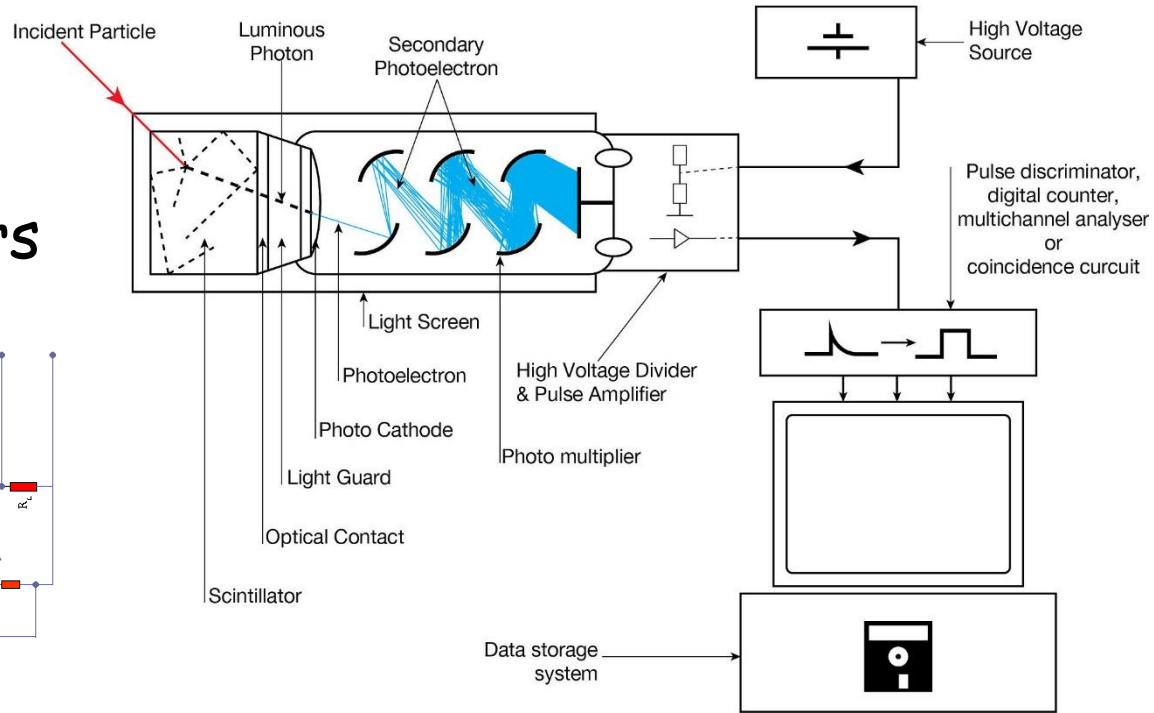 Incident Particle
Luminous
Photon
Secondary
Photoelectron
High Voltage
Source
Pulse discriminator,
digital counter,
multichannel analyser
or
coincidence curcuit
rs
Light Screen
Photoelectron
High Voltage Divider
& Pulse Amplifier
Photo Cathode
Photo multiplier
Light Guard
R_L
Optical Contact
Scintillator
Data storage
system